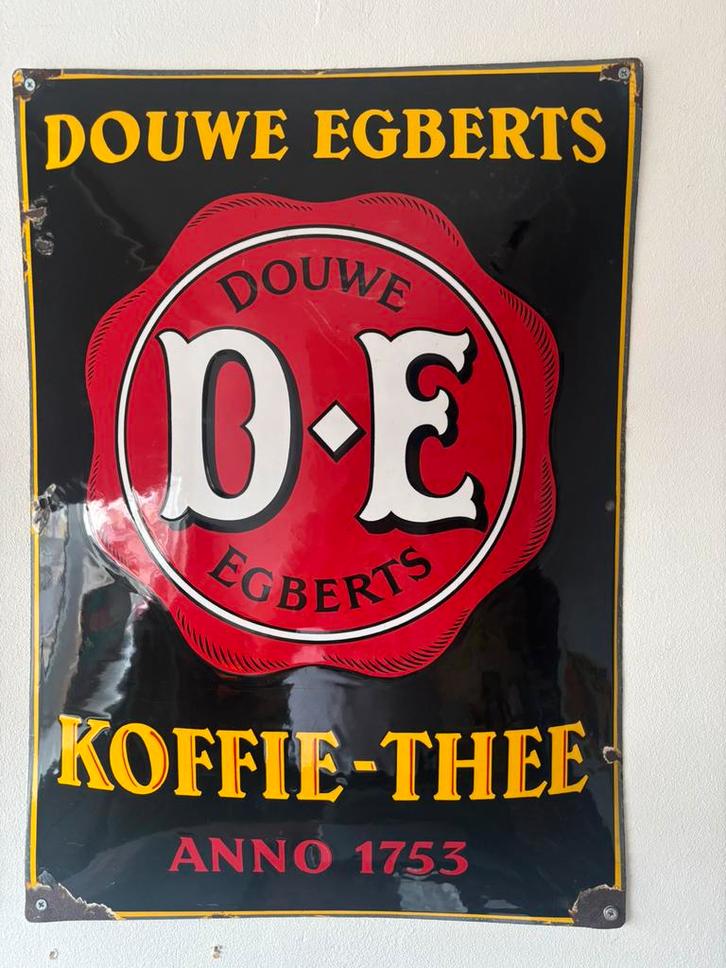 DOUWE EGBERTS
DOUWE
D·E
EGBERTS
KOFFIE-THEE
ANNO 1753